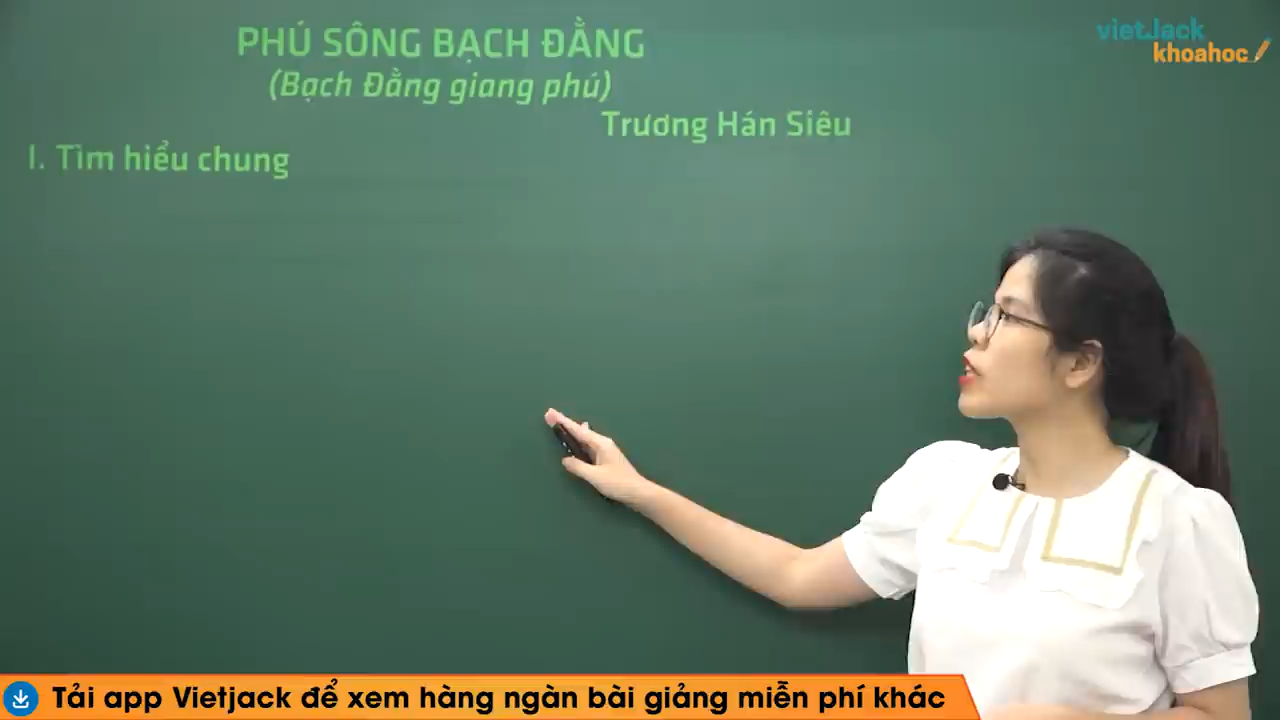 PHÚ SÔNG BẠCH ĐẰNG
(Bạch Đằng giang phú)
Trương Hán Siêu
I. Tìm hiểu chung
vietJack
khoahoc
Tải app Vietjack để xem hàng ngàn bài giảng miễn phí khác